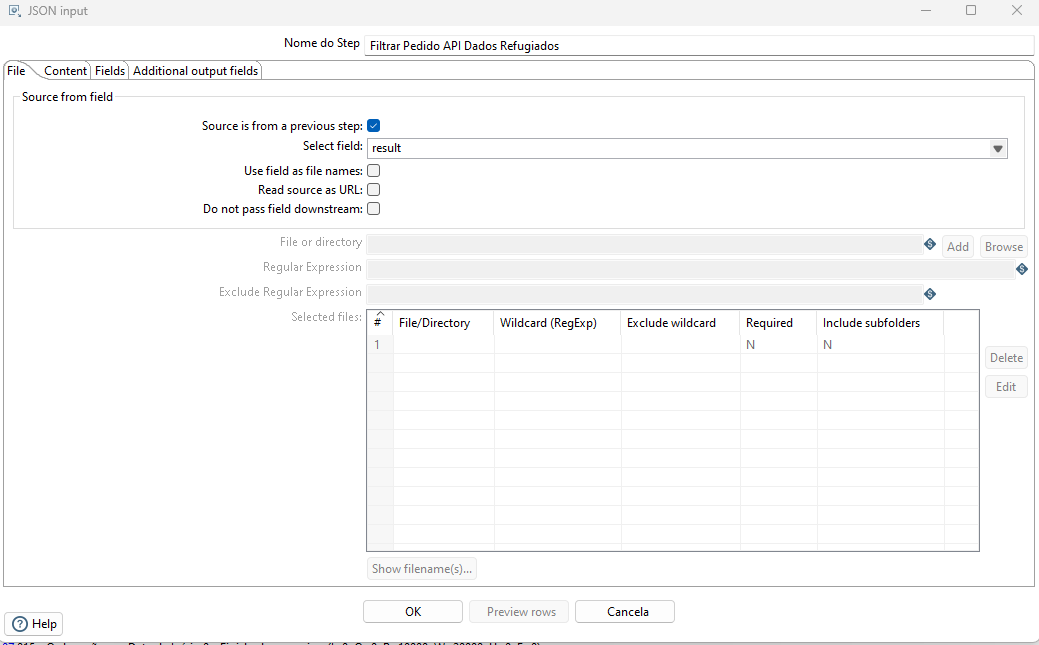 JSON input
Nome do Step Filtrar Pedido API Dados Refugiados
File Content Fields Additional output fields
Source from field
Source is from a previous step:
Select field: result
Use field as file names:
Read source as URL:
Do not pass field downstream:
File or directory Add Browse
Regular Expression
Exclude Regular Expression
Selected files: # File/Directory Wildcard (RegExp) Exclude wildcard Required Include subfolders
1 N N
Delete
Edit
Show filename(s)...
OK Preview rows Cancela
Help